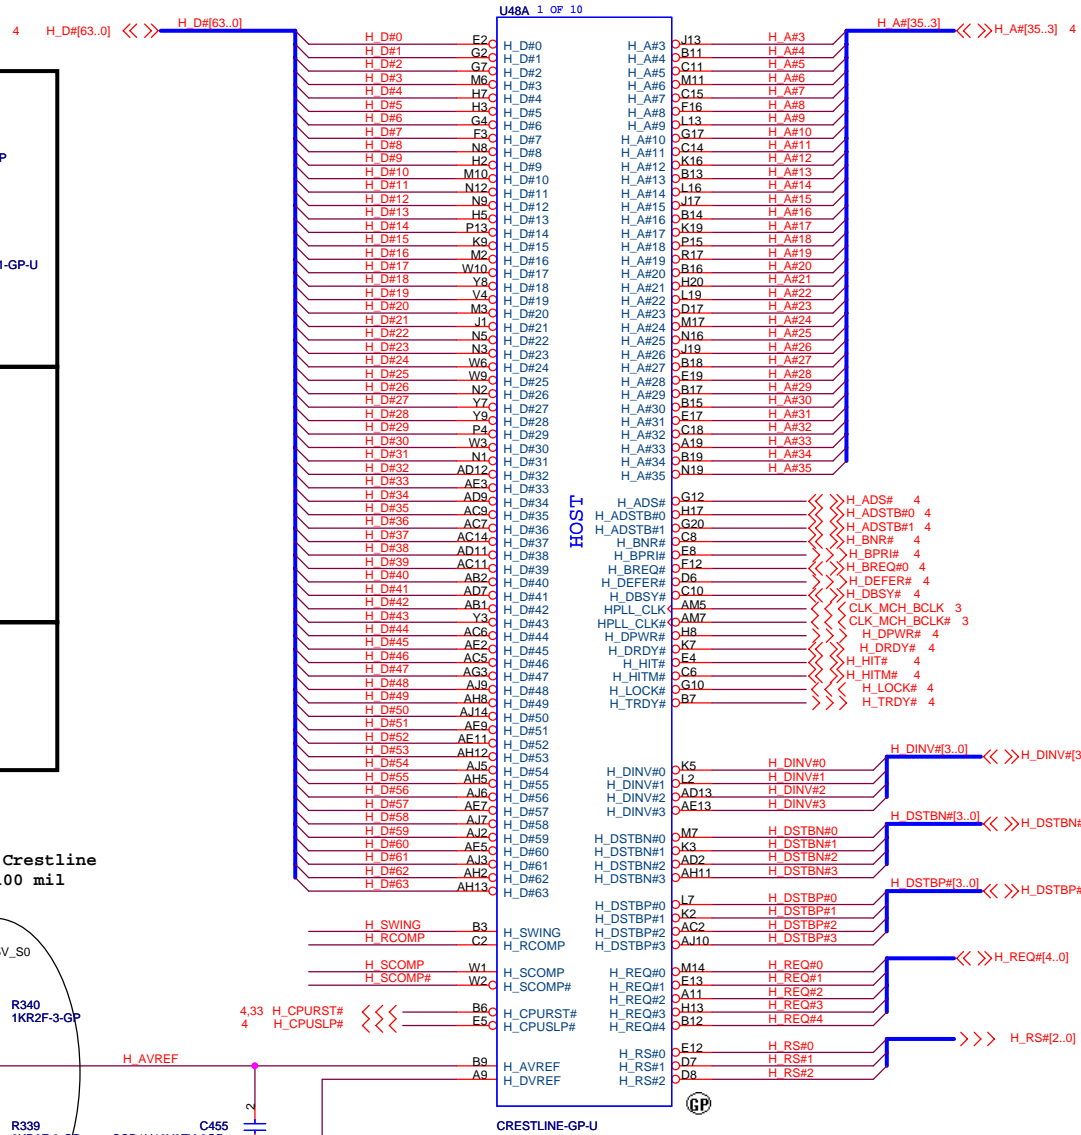 U48A 1 OF 10
4 H_D#[63..0] H_D#[63..0]
H_A#[35..3] H_A#[35..3] 4
H_D#0 E2 H_D#0 H_A#3 J13 H_A#3
H_D#1 G2 H_D#1 H_A#4 B11 H_A#4
H_D#2 G7 H_D#2 H_A#5 C11 H_A#5
H_D#3 M6 H_D#3 H_A#6 M11 H_A#6
H_D#4 H7 H_D#4 H_A#7 C15 H_A#7
H_D#5 H3 H_D#5 H_A#8 F16 H_A#8
H_D#6 G4 H_D#6 H_A#9 L13 H_A#9
H_D#7 F3 H_D#7 H_A#10 G17 H_A#10
H_D#8 N8 H_D#8 H_A#11 C14 H_A#11
H_D#9 H2 H_D#9 H_A#12 K16 H_A#12
H_D#10 M10 H_D#10 H_A#13 B13 H_A#13
H_D#11 N12 H_D#11 H_A#14 L16 H_A#14
H_D#12 N9 H_D#12 H_A#15 J17 H_A#15
H_D#13 H5 H_D#13 H_A#16 B14 H_A#16
H_D#14 P13 H_D#14 H_A#17 K19 H_A#17
H_D#15 K9 H_D#15 H_A#18 P15 H_A#18
H_D#16 M2 H_D#16 H_A#19 R17 H_A#19
H_D#17 W10 H_D#17 H_A#20 B16 H_A#20
H_D#18 Y8 H_D#18 H_A#21 H20 H_A#21
H_D#19 V4 H_D#19 H_A#22 L19 H_A#22
H_D#20 M3 H_D#20 H_A#23 D17 H_A#23
H_D#21 J1 H_D#21 H_A#24 M17 H_A#24
H_D#22 N5 H_D#22 H_A#25 N16 H_A#25
H_D#23 N3 H_D#23 H_A#26 J19 H_A#26
H_D#24 W6 H_D#24 H_A#27 B18 H_A#27
H_D#25 W9 H_D#25 H_A#28 E19 H_A#28
H_D#26 N2 H_D#26 H_A#29 B17 H_A#29
H_D#27 Y7 H_D#27 H_A#30 B15 H_A#30
H_D#28 Y9 H_D#28 H_A#31 E17 H_A#31
H_D#29 P4 H_D#29 H_A#32 C18 H_A#32
H_D#30 W3 H_D#30 H_A#33 A19 H_A#33
H_D#31 N1 H_D#31 H_A#34 B19 H_A#34
H_D#32 AD12 H_D#32 H_A#35 N19 H_A#35
H_D#33 AE3 H_D#33
H_D#34 AD9 H_D#34 H_ADS# G12 H_ADS# 4
H_D#35 AC9 H_D#35 H_ADSTB#0 H17 H_ADSTB#0 4
H_D#36 AC7 H_D#36 H_ADSTB#1 G20 H_ADSTB#1 4
H_D#37 AC14 H_D#37 H_BNR# C8 H_BNR# 4
H_D#38 AD11 H_D#38 H_BPRI# E8 H_BPRI# 4
H_D#39 AC11 H_D#39 H_BREQ# F12 H_BREQ#0 4
H_D#40 AB2 H_D#40 H_DEFER# D6 H_DEFER# 4
H_D#41 AD7 H_D#41 H_DBSY# C10 H_DBSY# 4
H_D#42 AB1 H_D#42 HPLL_CLK AM5 CLK_MCH_BCLK 3
H_D#43 Y3 H_D#43 HPLL_CLK# AM7 CLK_MCH_BCLK# 3
H_D#44 AC6 H_D#44 H_DPWR# H8 H_DPWR# 4
H_D#45 AE2 H_D#45 H_DRDY# K7 H_DRDY# 4
H_D#46 AC5 H_D#46 H_HIT# E4 H_HIT# 4
H_D#47 AG3 H_D#47 H_HITM# C6 H_HITM# 4
H_D#48 AJ9 H_D#48 H_LOCK# G10 H_LOCK# 4
H_D#49 AH8 H_D#49 H_TRDY# B7 H_TRDY# 4
H_D#50 AJ14 H_D#50
H_D#51 AE9 H_D#51
H_D#52 AE11 H_D#52
H_D#53 AH12 H_D#53 H_DINV#[3..0] H_DINV#[3
H_D#54 AJ5 H_D#54 H_DINV#0 K5 H_DINV#0
H_D#55 AH5 H_D#55 H_DINV#1 L2 H_DINV#1
H_D#56 AJ6 H_D#56 H_DINV#2 AD13 H_DINV#2
H_D#57 AE7 H_D#57 H_DINV#3 AE13 H_DINV#3
H_D#58 AJ7 H_D#58 H_DSTBN#[3..0] H_DSTBN#
H_D#59 AJ2 H_D#59 H_DSTBN#0 M7 H_DSTBN#0
H_D#60 AE5 H_D#60 H_DSTBN#1 K3 H_DSTBN#1
H_D#61 AJ3 H_D#61 H_DSTBN#2 AD2 H_DSTBN#2
H_D#62 AH2 H_D#62 H_DSTBN#3 AH11 H_DSTBN#3
H_D#63 AH13 H_D#63 H_DSTBP#[3..0] H_DSTBP#
H_DSTBP#0 L7 H_DSTBP#0
H_DSTBP#1 K2 H_DSTBP#1
H_SWING B3 H_SWING H_DSTBP#2 AC2 H_DSTBP#2
H_RCOMP C2 H_RCOMP H_DSTBP#3 AJ10 H_DSTBP#3
H_REQ#[4..0]
H_SCOMP W1 H_SCOMP H_REQ#0 M14 H_REQ#0
H_SCOMP# W2 H_SCOMP# H_REQ#1 E13 H_REQ#1
H_REQ#2 A11 H_REQ#2
4,33 H_CPURST# B6 H_CPURST# H_REQ#3 H13 H_REQ#3
4 H_CPUSLP# E5 H_CPUSLP# H_REQ#4 B12 H_REQ#4
H_RS#[2..0]
H_RS#0 E12 H_RS#0
H_AVREF B9 H_AVREF H_RS#1 D7 H_RS#1
A9 H_DVREF H_RS#2 D8 H_RS#2
HOST
GP
CRESTLINE-GP-U
P
1-GP-U
Crestline
00 mil
V_S0
R340
1KR2F-3-GP
2
R339
C455